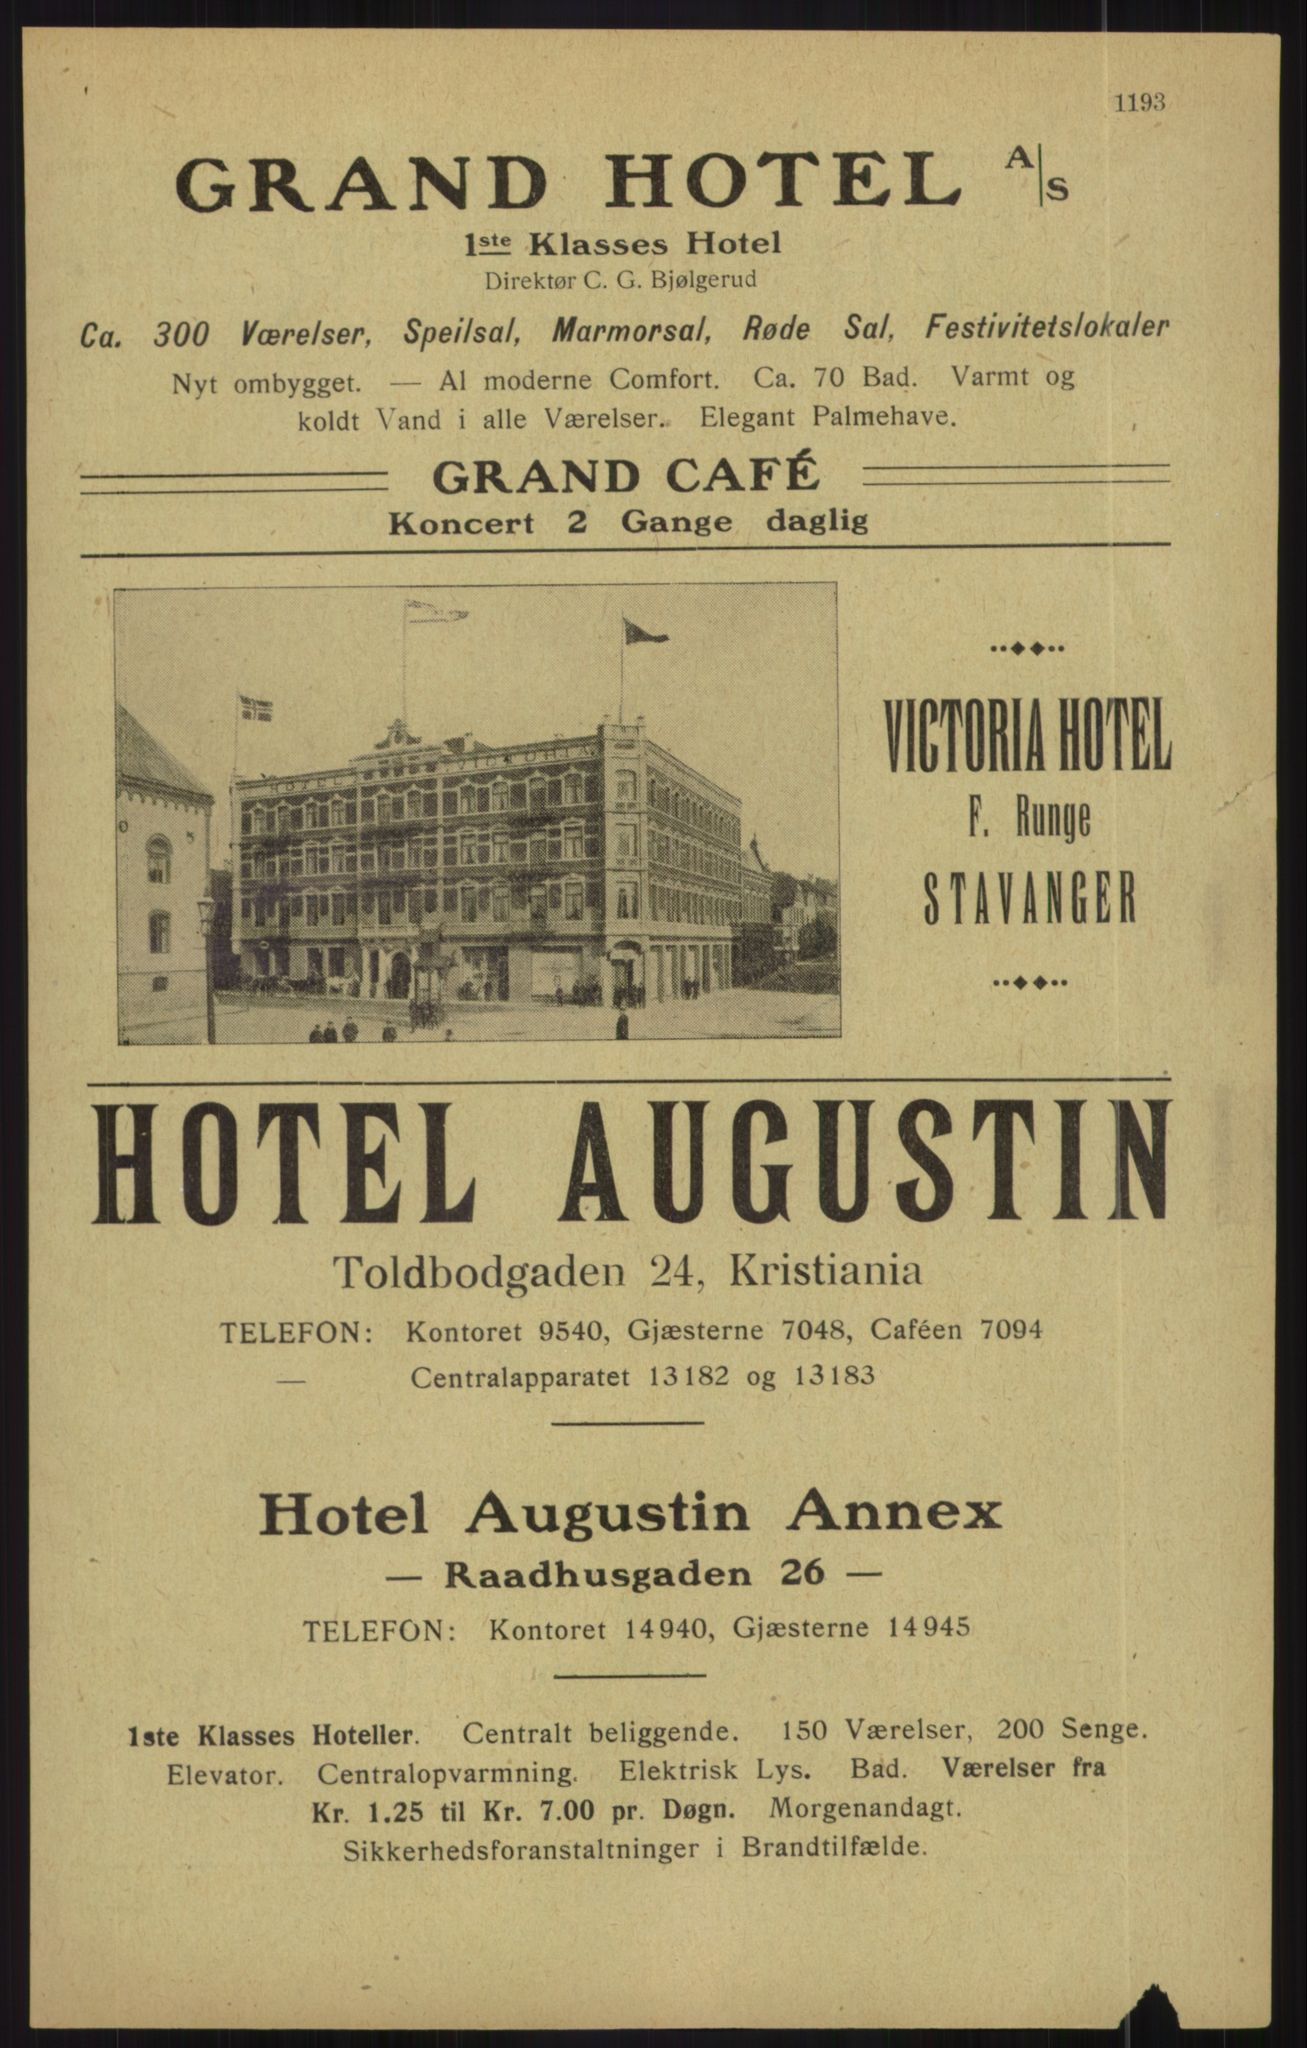 1193
GRAND HOTEL A/S
1ste Klasses Hotel
Direktør C. G. Bjølgerud
Ca. 300 Værelser, Speilsal, Marmorsal, Røde Sal, Festivitetslokaler
Nyt ombygget. — Al moderne Comfort. Ca. 70 Bad. Varmt og
koldt Vand i alle Værelser. Elegant Palmehave.
GRAND CAFÉ
Koncert 2 Gange daglig
HOTEL VICTORIA
VICTORIA HOTEL
F. Runge
STAVANGER
HOTEL AUGUSTIN
Toldbodgaden 24, Kristiania
TELEFON: Kontoret 9540, Gjæsterne 7048, Caféen 7094
— Centralapparatet 13182 og 13183
Hotel Augustin Annex
— Raadhusgaden 26 —
TELEFON: Kontoret 14940, Gjæsterne 14945
1ste Klasses Hoteller. Centralt beliggende. 150 Værelser, 200 Senge.
Elevator. Centralopvarmning. Elektrisk Lys. Bad. Værelser fra
Kr. 1.25 til Kr. 7.00 pr. Døgn. Morgenandagt.
Sikkerhedsforanstaltninger i Brandtilfælde.